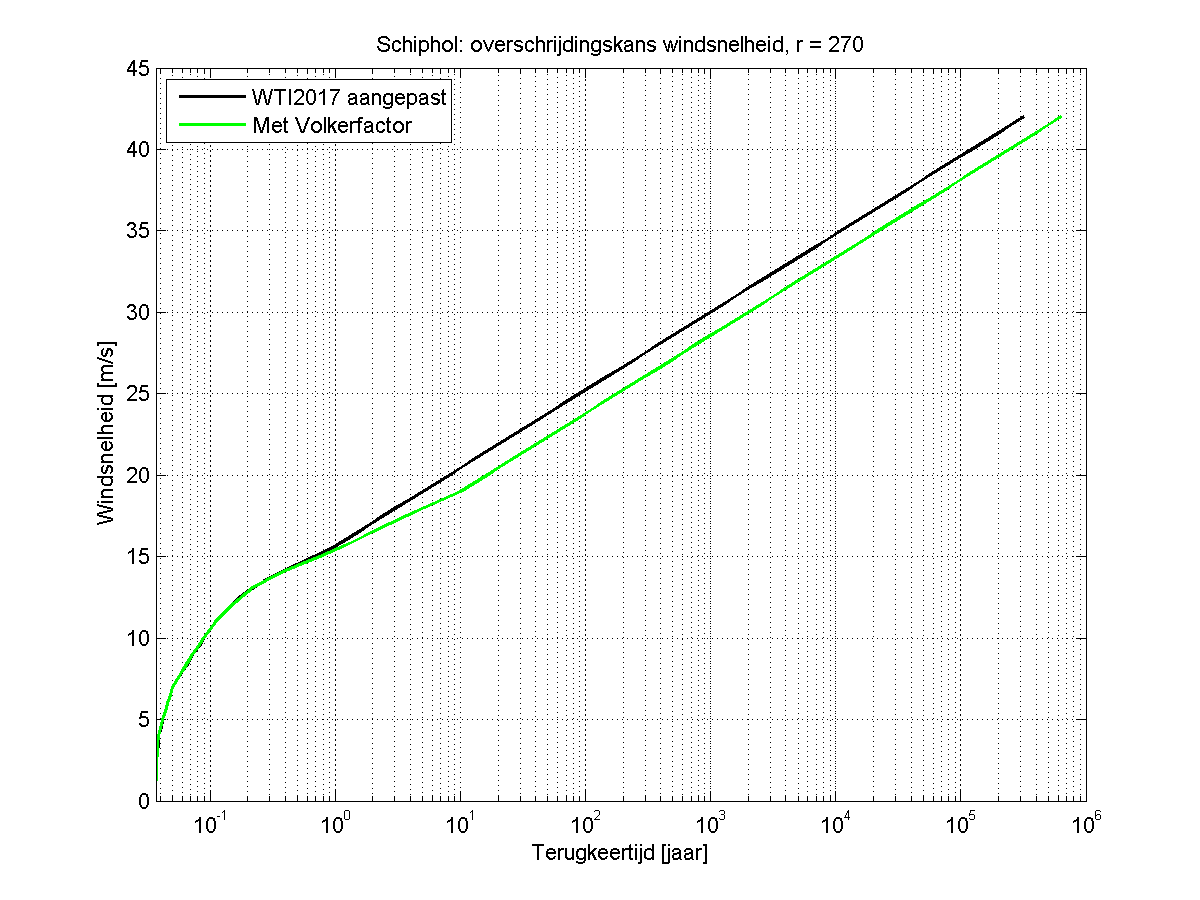 Schiphol: overschrijdingskans windsnelheid, r = 270
45
40
35
30
25
20
15
10
5
0
WTI2017 aangepast
Met Volkerfactor
Windsnelheid [m/s]
10^-1 10^0 10^1 10^2 10^3 10^4 10^5 10^6
Terugkeertijd [jaar]